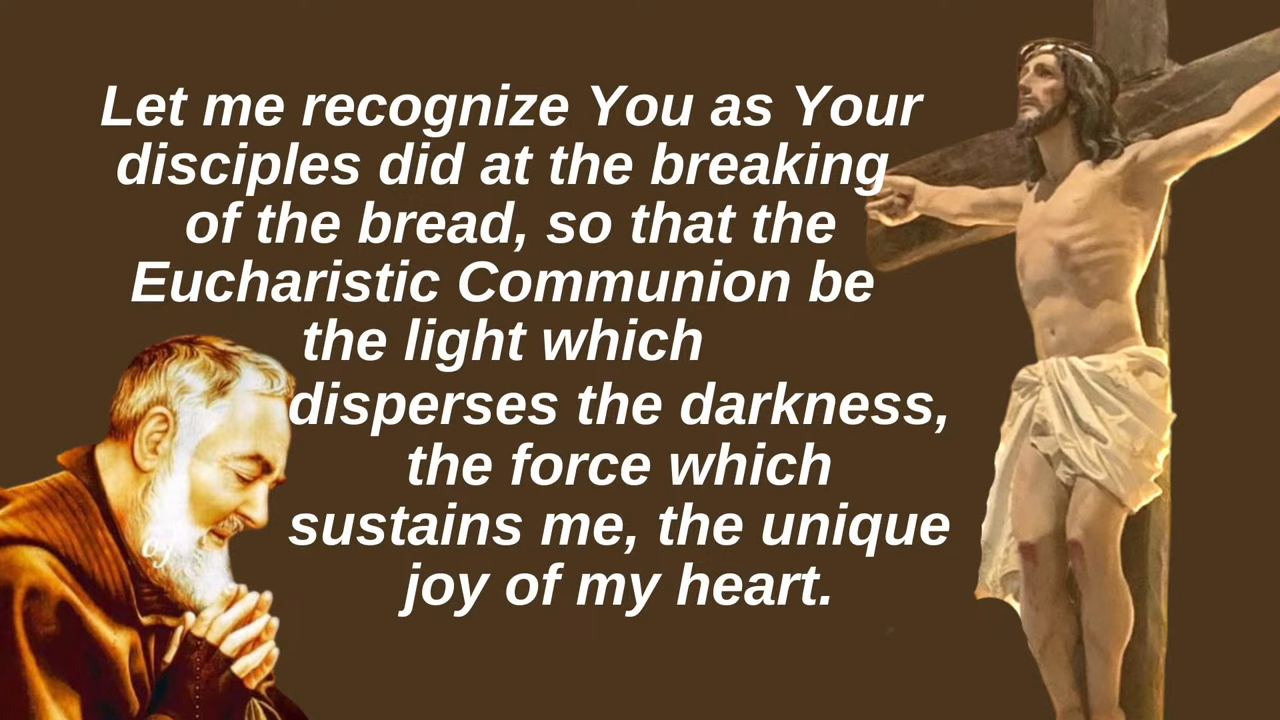 Let me recognize You as Your
disciples did at the breaking
of the bread, so that the
Eucharistic Communion be
the light which
disperses the darkness,
the force which
sustains me, the unique
joy of my heart.
of